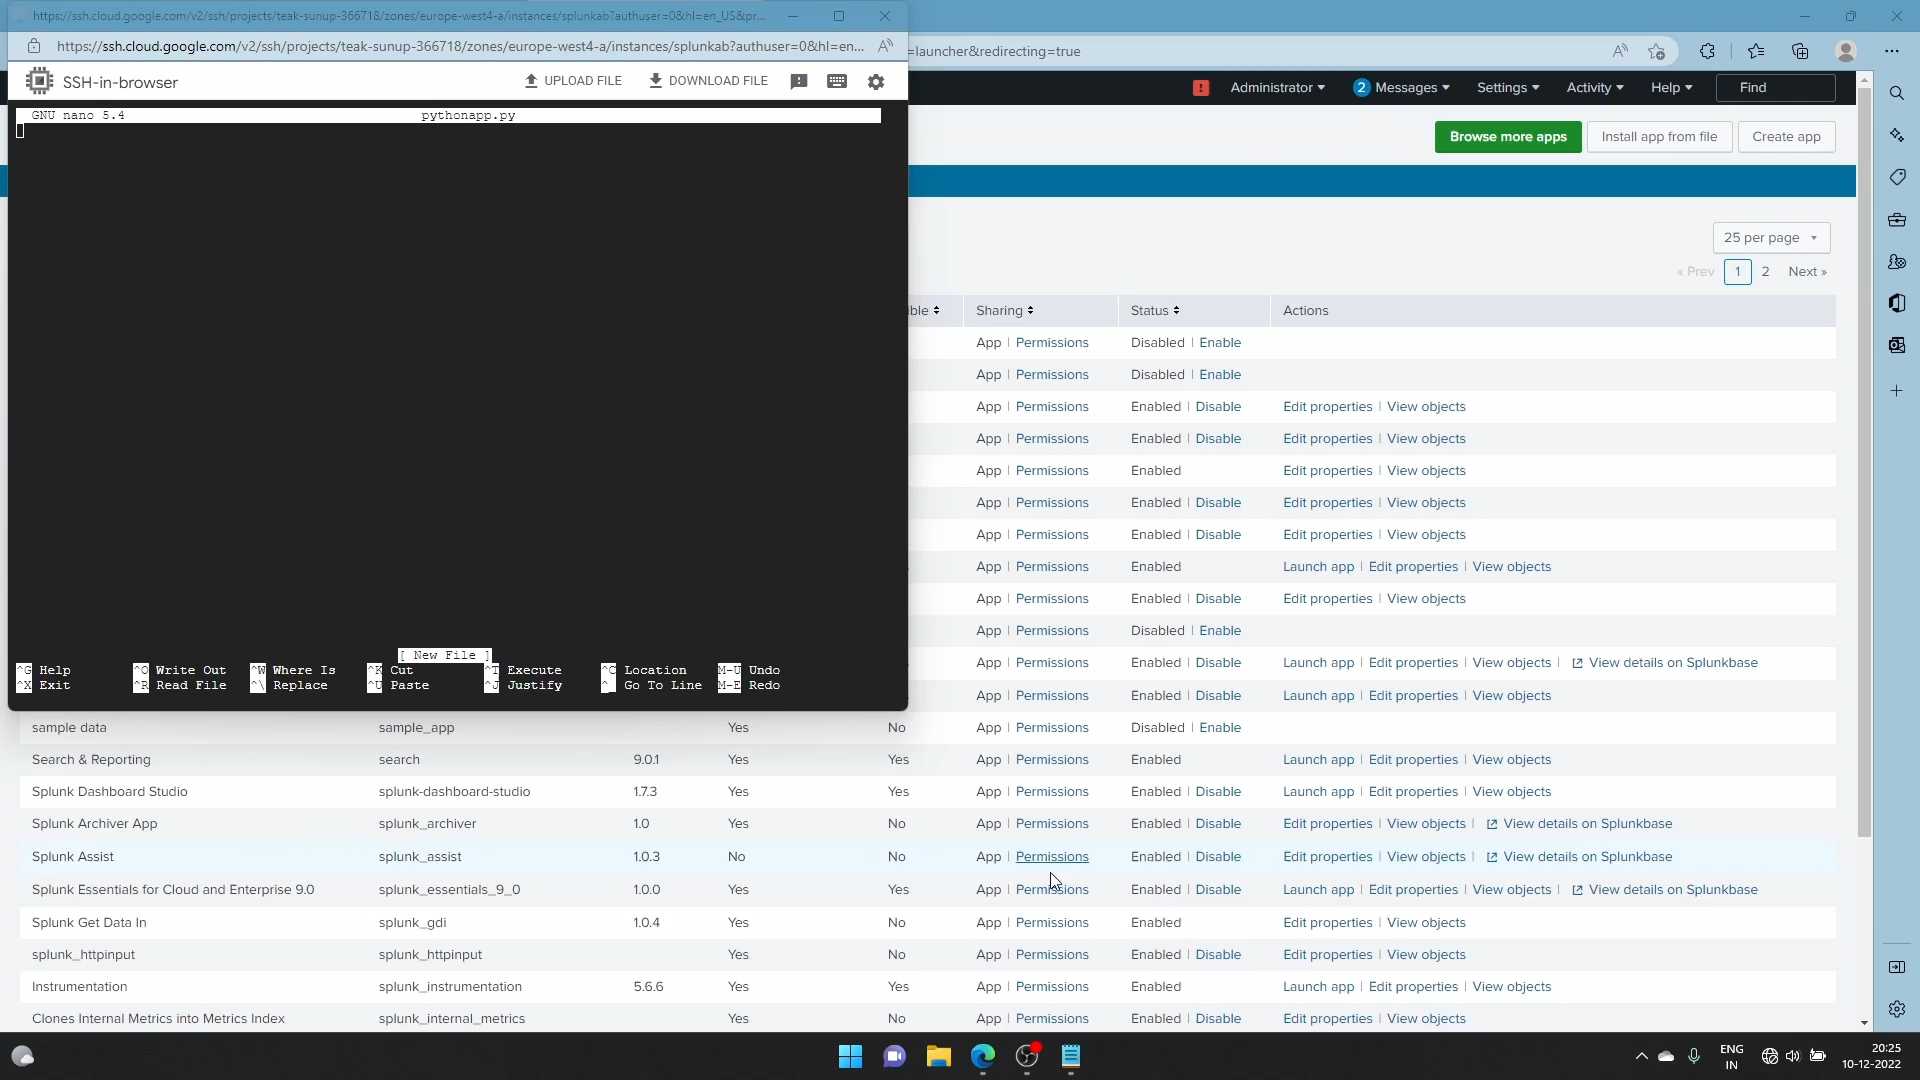 https://ssh.cloud.google.com/v2/ssh/projects/teak-sunup-366718/zones/europe-west4-a/instances/splunkab?authuser=0&hl=en_US&pr...
https://ssh.cloud.google.com/v2/ssh/projects/teak-sunup-366718/zones/europe-west4-a/instances/splunkab?authuser=0&hl=en...
=launcher&redirecting=true
SSH-in-browser UPLOAD FILE DOWNLOAD FILE
Administrator 2 Messages Settings Activity Help Find
GNU nano 5.4 pythonapp.py
Browse more apps Install app from file Create app
25 per page
« Prev 1 2 Next »
ble Sharing Status Actions
App | Permissions Disabled | Enable
App | Permissions Disabled | Enable
App | Permissions Enabled | Disable Edit properties | View objects
App | Permissions Enabled | Disable Edit properties | View objects
App | Permissions Enabled Edit properties | View objects
App | Permissions Enabled | Disable Edit properties | View objects
App | Permissions Enabled | Disable Edit properties | View objects
App | Permissions Enabled Launch app | Edit properties | View objects
App | Permissions Enabled | Disable Edit properties | View objects
App | Permissions Disabled | Enable
App | Permissions Enabled | Disable Launch app | Edit properties | View objects | View details on Splunkbase
App | Permissions Enabled | Disable Launch app | Edit properties | View objects
[ New File ]
^G Help ^O Write Out ^W Where Is ^K Cut ^T Execute ^C Location M-U Undo
^X Exit ^R Read File ^\ Replace ^U Paste ^J Justify ^_ Go To Line M-E Redo
sample data sample_app Yes No App | Permissions Disabled | Enable
Search & Reporting search 9.0.1 Yes Yes App | Permissions Enabled Launch app | Edit properties | View objects
Splunk Dashboard Studio splunk-dashboard-studio 1.7.3 Yes Yes App | Permissions Enabled | Disable Launch app | Edit properties | View objects
Splunk Archiver App splunk_archiver 1.0 Yes No App | Permissions Enabled | Disable Edit properties | View objects | View details on Splunkbase
Splunk Assist splunk_assist 1.0.3 No No App | Permissions Enabled | Disable Edit properties | View objects | View details on Splunkbase
Splunk Essentials for Cloud and Enterprise 9.0 splunk_essentials_9_0 1.0.0 Yes Yes App | Permissions Enabled | Disable Launch app | Edit properties | View objects | View details on Splunkbase
Splunk Get Data In splunk_gdi 1.0.4 Yes No App | Permissions Enabled Edit properties | View objects
splunk_httpinput splunk_httpinput Yes No App | Permissions Enabled | Disable Edit properties | View objects
Instrumentation splunk_instrumentation 5.6.6 Yes Yes App | Permissions Enabled Launch app | Edit properties | View objects
Clones Internal Metrics into Metrics Index splunk_internal_metrics Yes No App | Permissions Enabled | Disable Edit properties | View objects
ENG
IN
20:25
10-12-2022